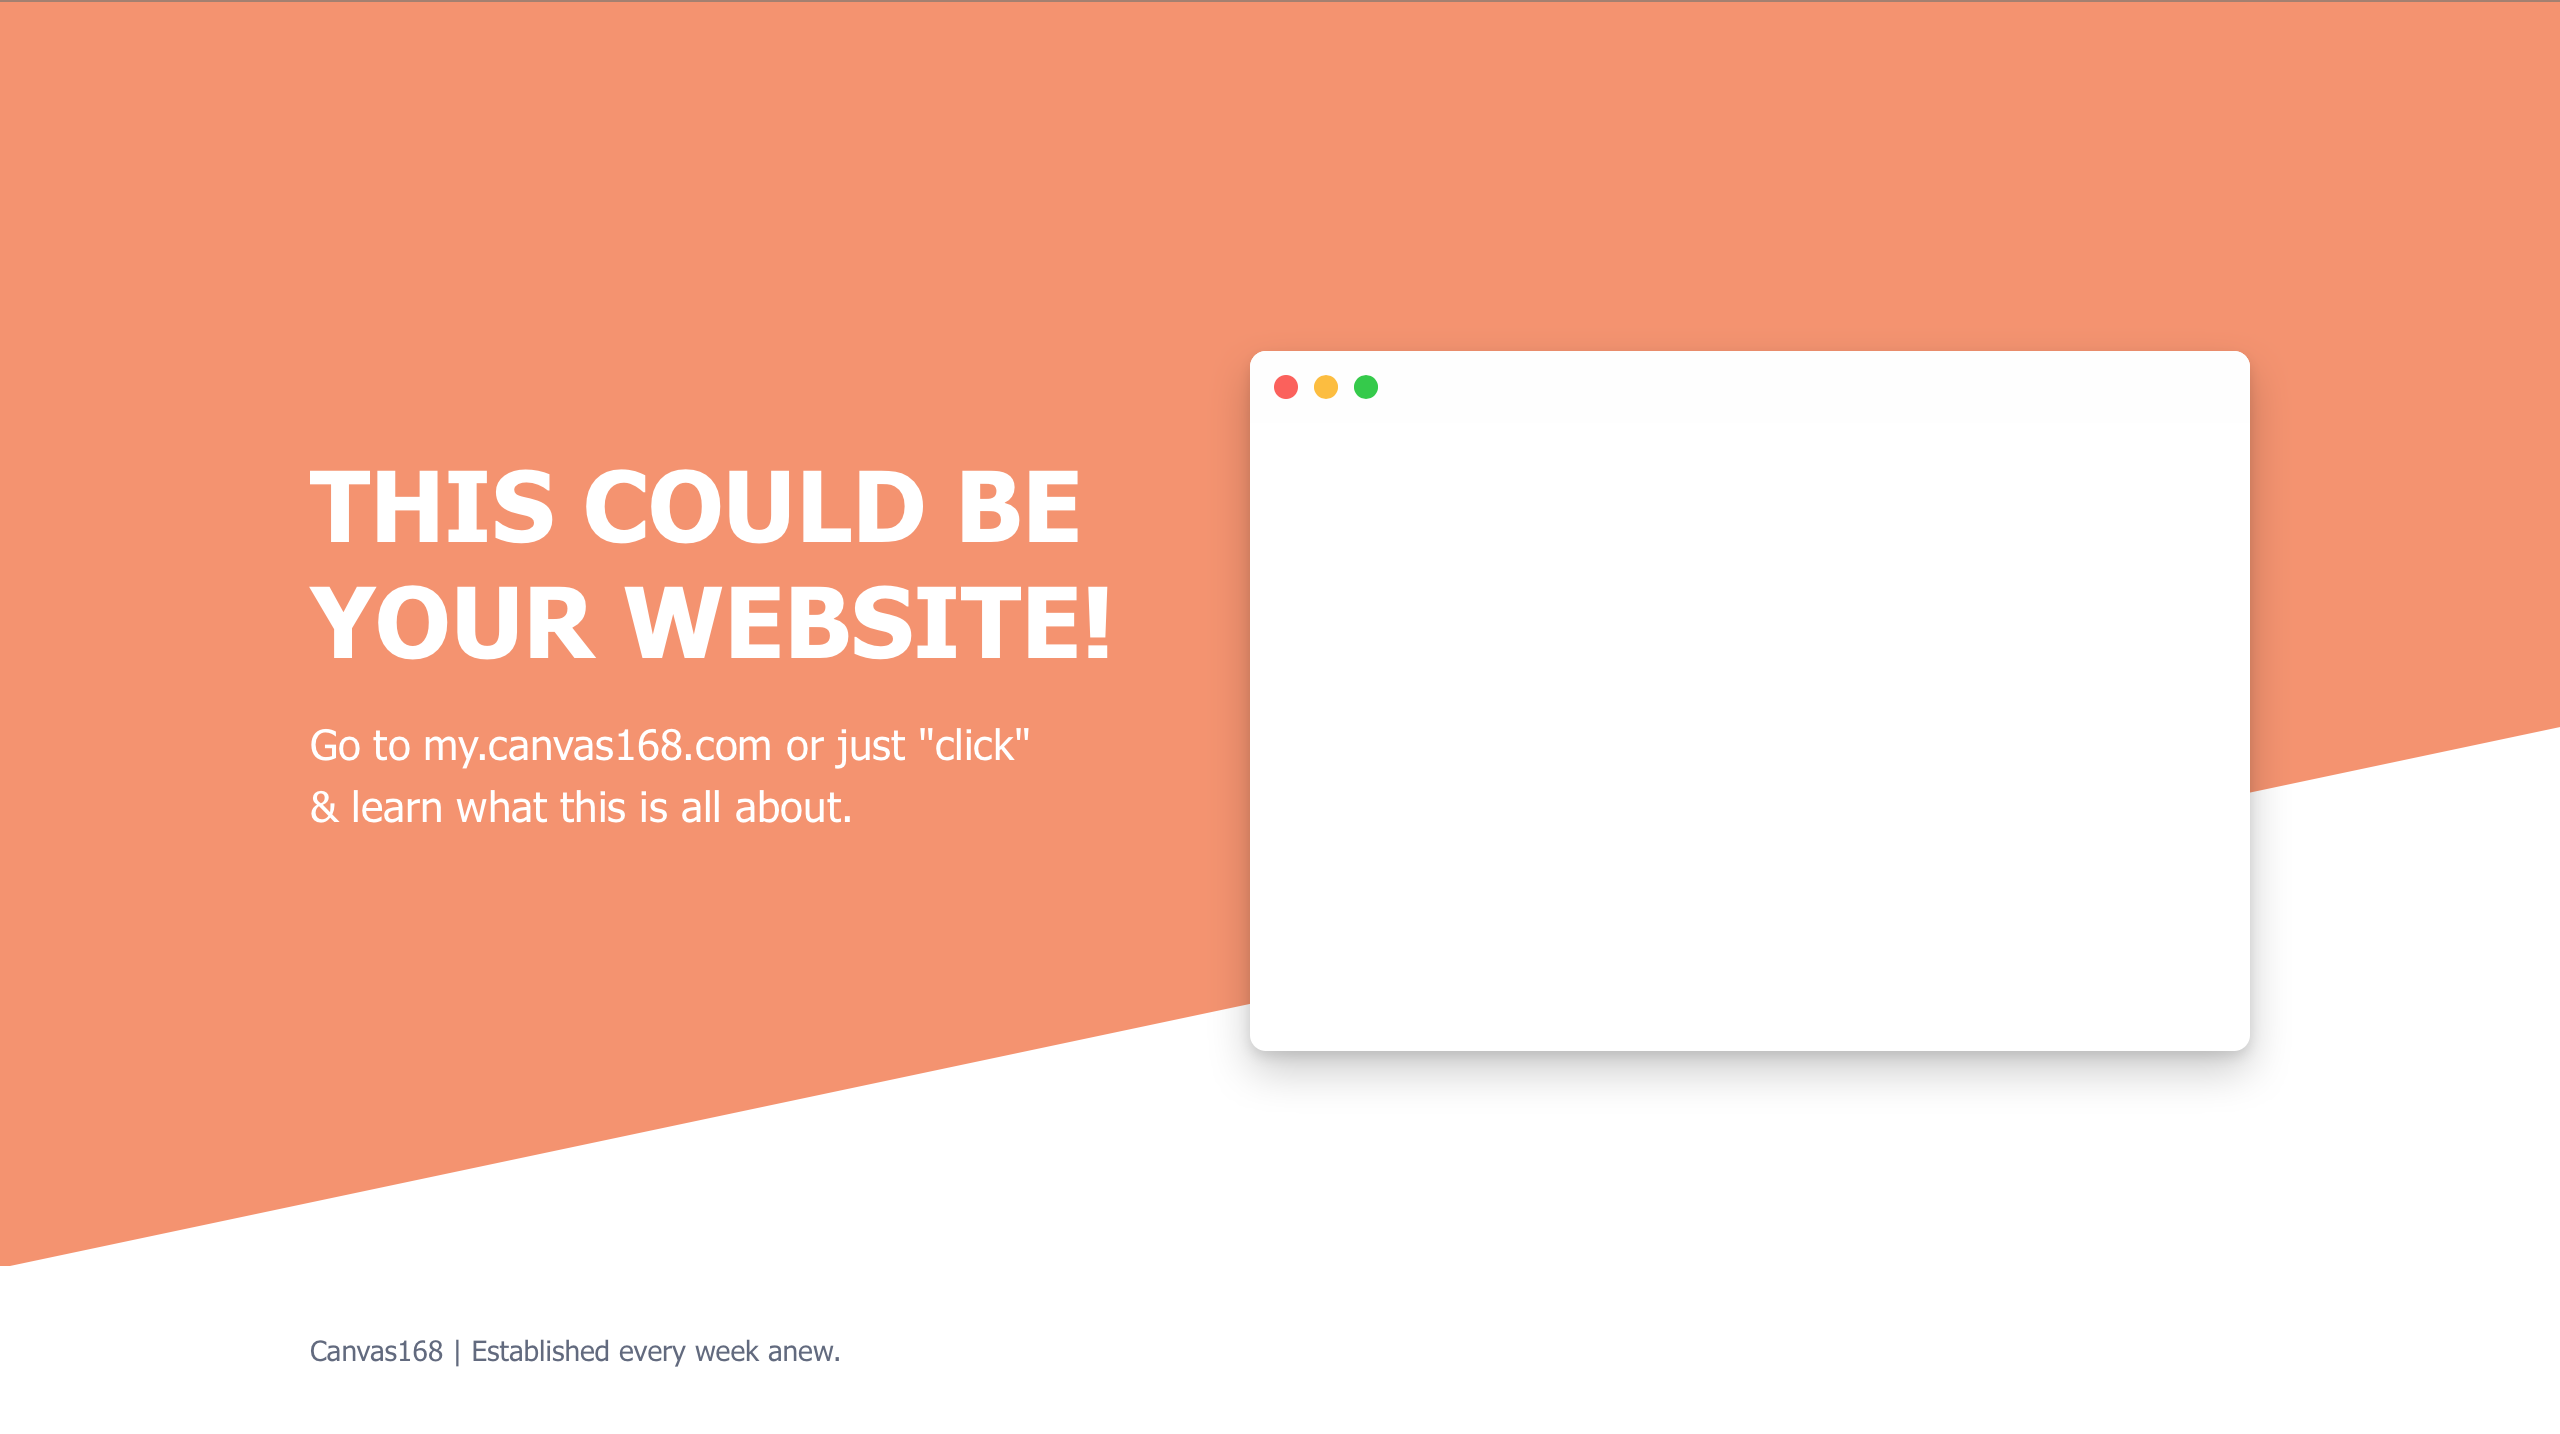 THIS COULD BE
YOUR WEBSITE!
Go to my.canvas168.com or just "click"
& learn what this is all about.
Canvas168 | Established every week anew.